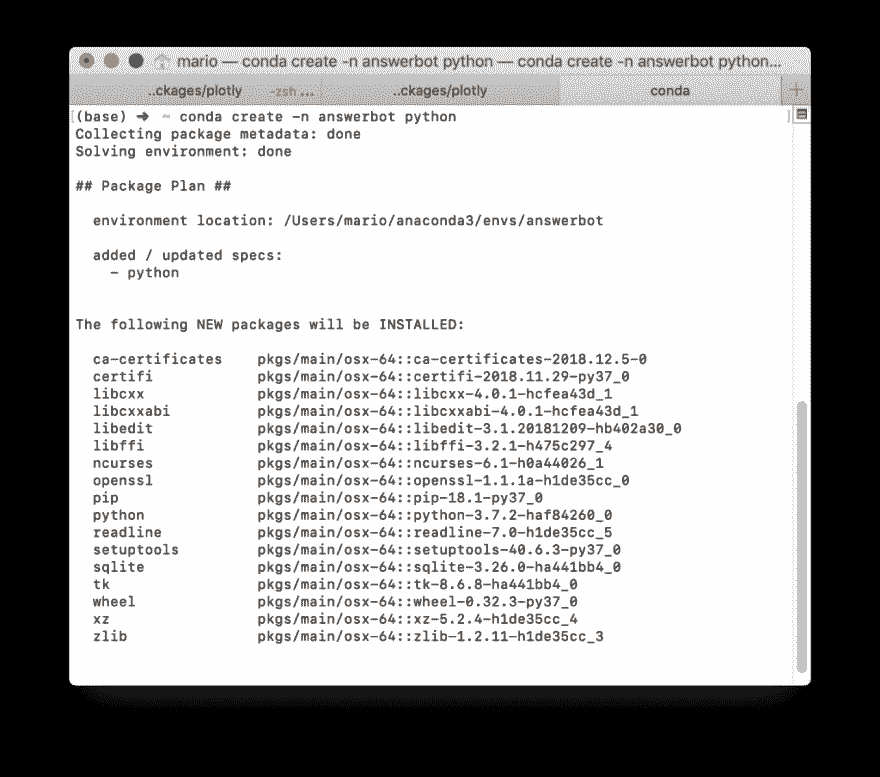 mario — conda create -n answerbot python — conda create -n answerbot python...
..ckages/plotly -zsh ... ..ckages/plotly conda +
[(base) ➜ ~ conda create -n answerbot python ]
Collecting package metadata: done
Solving environment: done
## Package Plan ##
environment location: /Users/mario/anaconda3/envs/answerbot
added / updated specs:
- python
The following NEW packages will be INSTALLED:
ca-certificates pkgs/main/osx-64::ca-certificates-2018.12.5-0
certifi pkgs/main/osx-64::certifi-2018.11.29-py37_0
libcxx pkgs/main/osx-64::libcxx-4.0.1-hcfea43d_1
libcxxabi pkgs/main/osx-64::libcxxabi-4.0.1-hcfea43d_1
libedit pkgs/main/osx-64::libedit-3.1.20181209-hb402a30_0
libffi pkgs/main/osx-64::libffi-3.2.1-h475c297_4
ncurses pkgs/main/osx-64::ncurses-6.1-h0a44026_1
openssl pkgs/main/osx-64::openssl-1.1.1a-h1de35cc_0
pip pkgs/main/osx-64::pip-18.1-py37_0
python pkgs/main/osx-64::python-3.7.2-haf84260_0
readline pkgs/main/osx-64::readline-7.0-h1de35cc_5
setuptools pkgs/main/osx-64::setuptools-40.6.3-py37_0
sqlite pkgs/main/osx-64::sqlite-3.26.0-ha441bb4_0
tk pkgs/main/osx-64::tk-8.6.8-ha441bb4_0
wheel pkgs/main/osx-64::wheel-0.32.3-py37_0
xz pkgs/main/osx-64::xz-5.2.4-h1de35cc_4
zlib pkgs/main/osx-64::zlib-1.2.11-h1de35cc_3